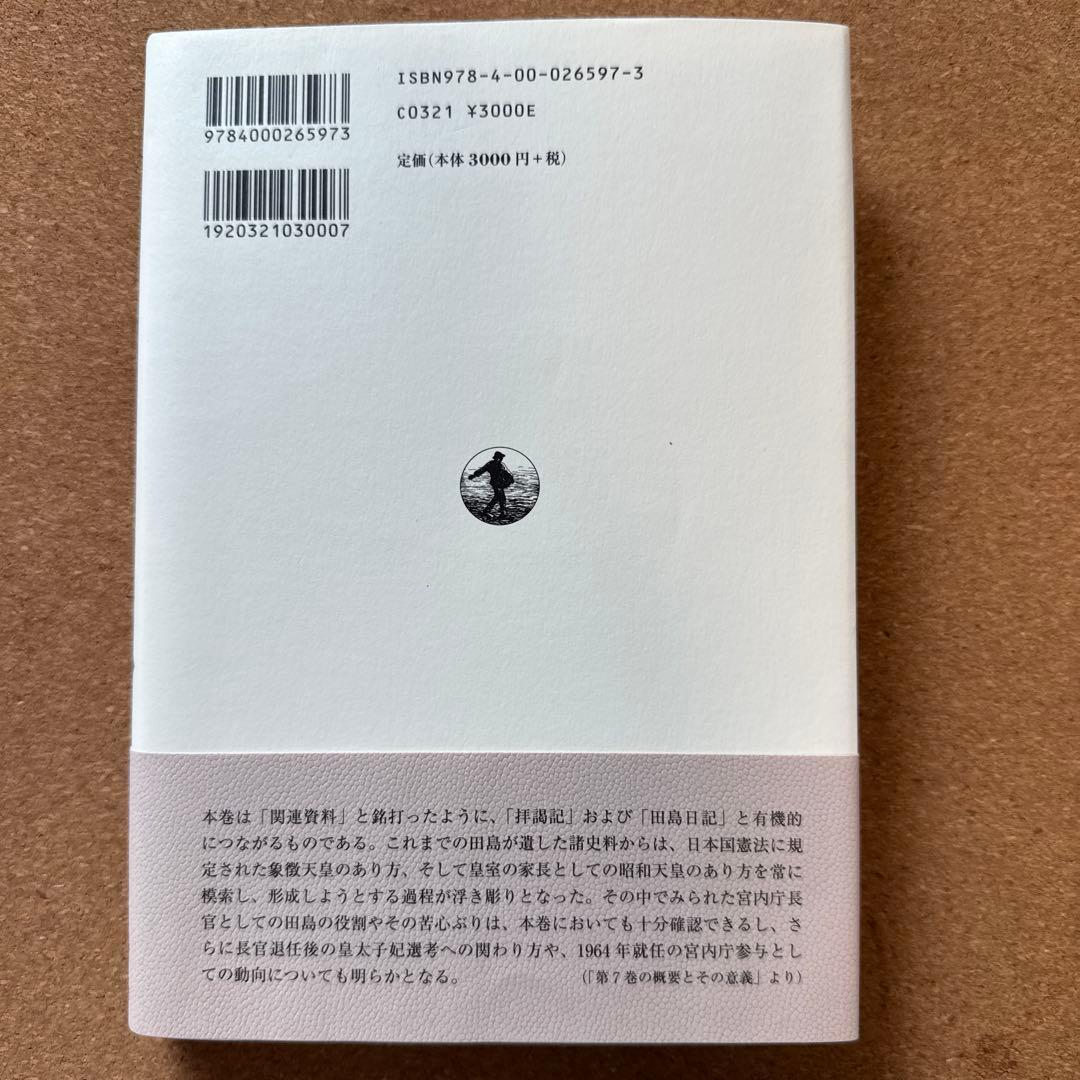 ISBN978-4-00-026597-3
C0321 ¥3000E
定価(本体 3000 円+税)
9784000265973
1920321030007
本巻は「関連資料」と銘打ったように、「拝謁記」および「田島日記」と有機的
につながるものである。これまでの田島が遺した諸史料からは、日本国憲法に規
定された象徴天皇のあり方、そして皇室の家長としての昭和天皇のあり方を常に
模索し、形成しようとする過程が浮き彫りとなった。その中でみられた宮内庁長
官としての田島の役割やその苦心ぶりは、本巻においても十分確認できるし、さ
らに長官退任後の皇太子妃選考への関わり方や、1964 年就任の宮内庁参与とし
ての動向についても明らかとなる。
(「第 7 巻の概要とその意義」より)